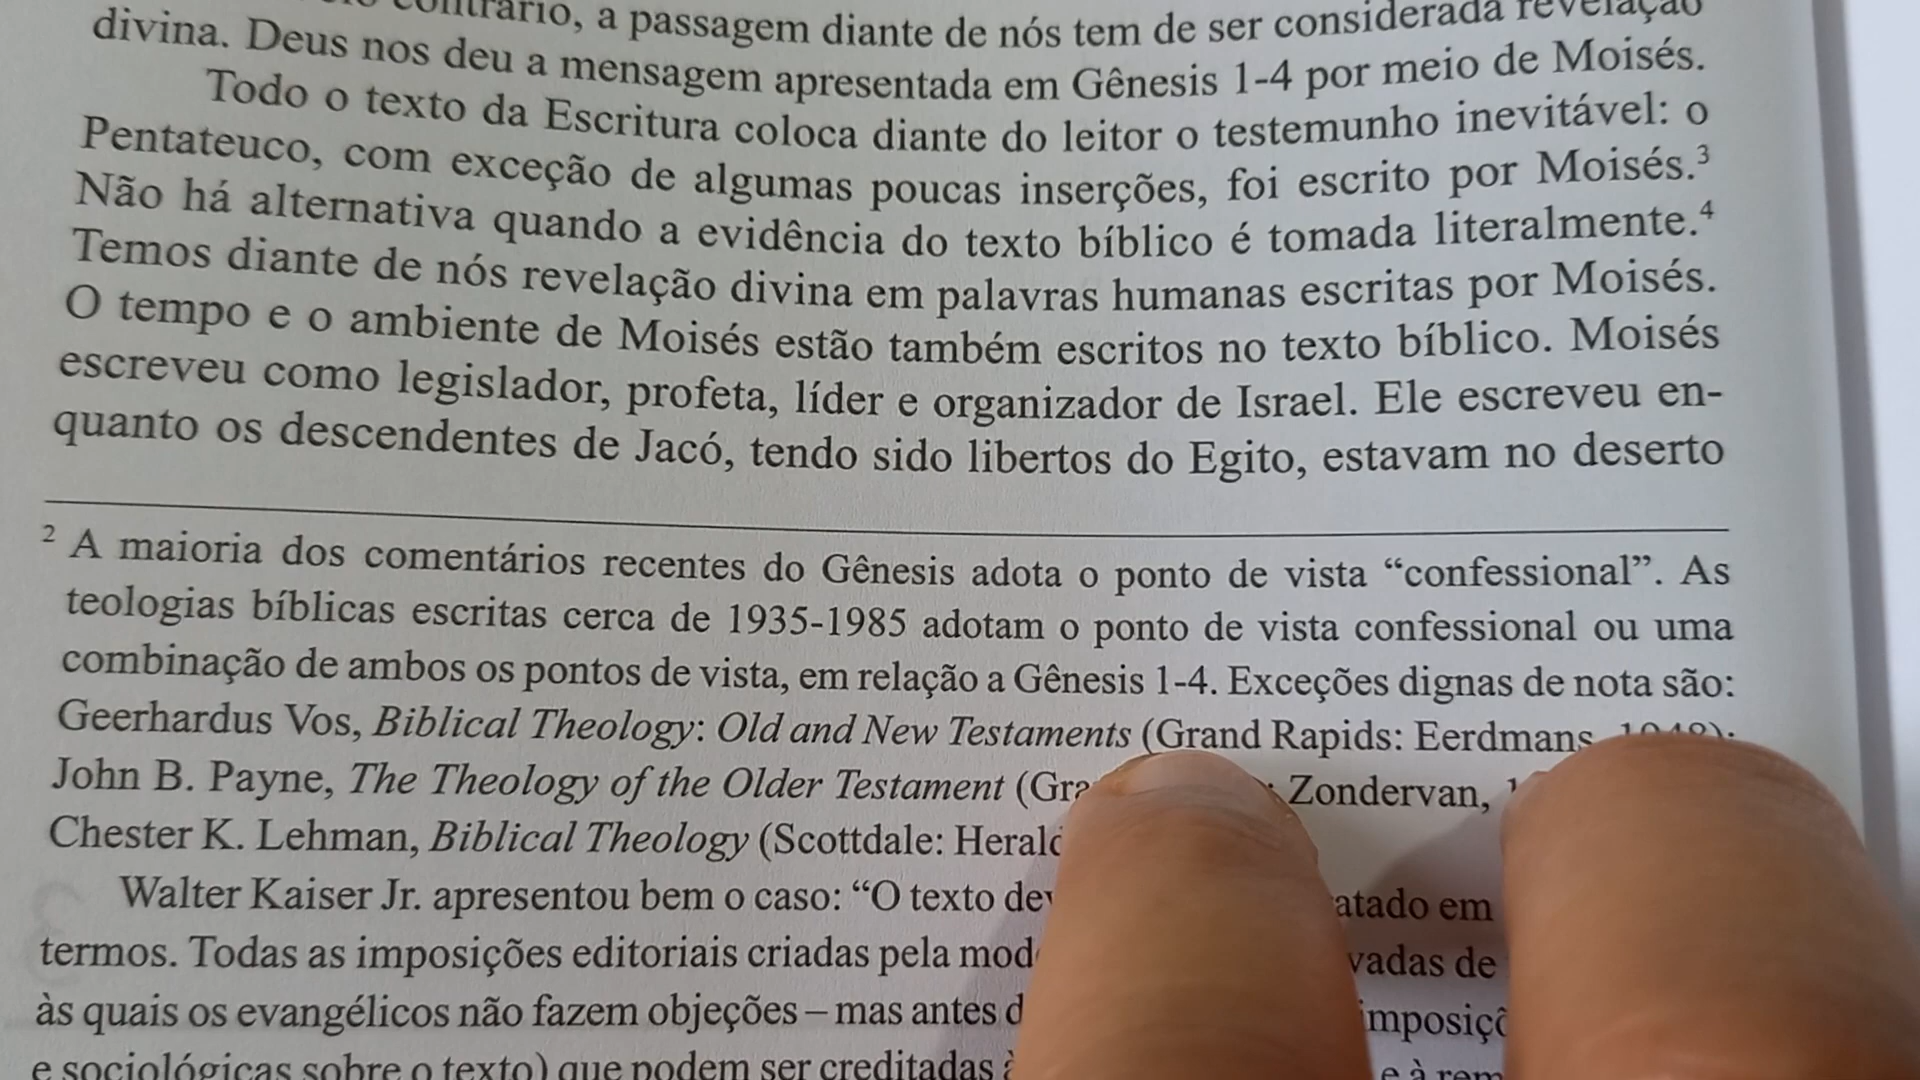 contrário, a passagem diante de nós tem de ser considerada revelação
divina. Deus nos deu a mensagem apresentada em Gênesis 1-4 por meio de Moisés.
Todo o texto da Escritura coloca diante do leitor o testemunho inevitável: o
Pentateuco, com exceção de algumas poucas inserções, foi escrito por Moisés.³
Não há alternativa quando a evidência do texto bíblico é tomada literalmente.⁴
Temos diante de nós revelação divina em palavras humanas escritas por Moisés.
O tempo e o ambiente de Moisés estão também escritos no texto bíblico. Moisés
escreveu como legislador, profeta, líder e organizador de Israel. Ele escreveu en-
quanto os descendentes de Jacó, tendo sido libertos do Egito, estavam no deserto
² A maioria dos comentários recentes do Gênesis adota o ponto de vista “confessional”. As
teologias bíblicas escritas cerca de 1935-1985 adotam o ponto de vista confessional ou uma
combinação de ambos os pontos de vista, em relação a Gênesis 1-4. Exceções dignas de nota são:
Geerhardus Vos, Biblical Theology: Old and New Testaments (Grand Rapids: Eerdmans, 1948);
John B. Payne, The Theology of the Older Testament (Zondervan,
Chester K. Lehman, Biblical Theology (Scottdale:
Walter Kaiser Jr. apresentou bem o caso: “O texto em
termos. Todas as imposições editoriais criadas pela de
às quais os evangélicos não fazem objeções – mas antes
e sociológicas sobre o texto) que podem ser creditadas e à